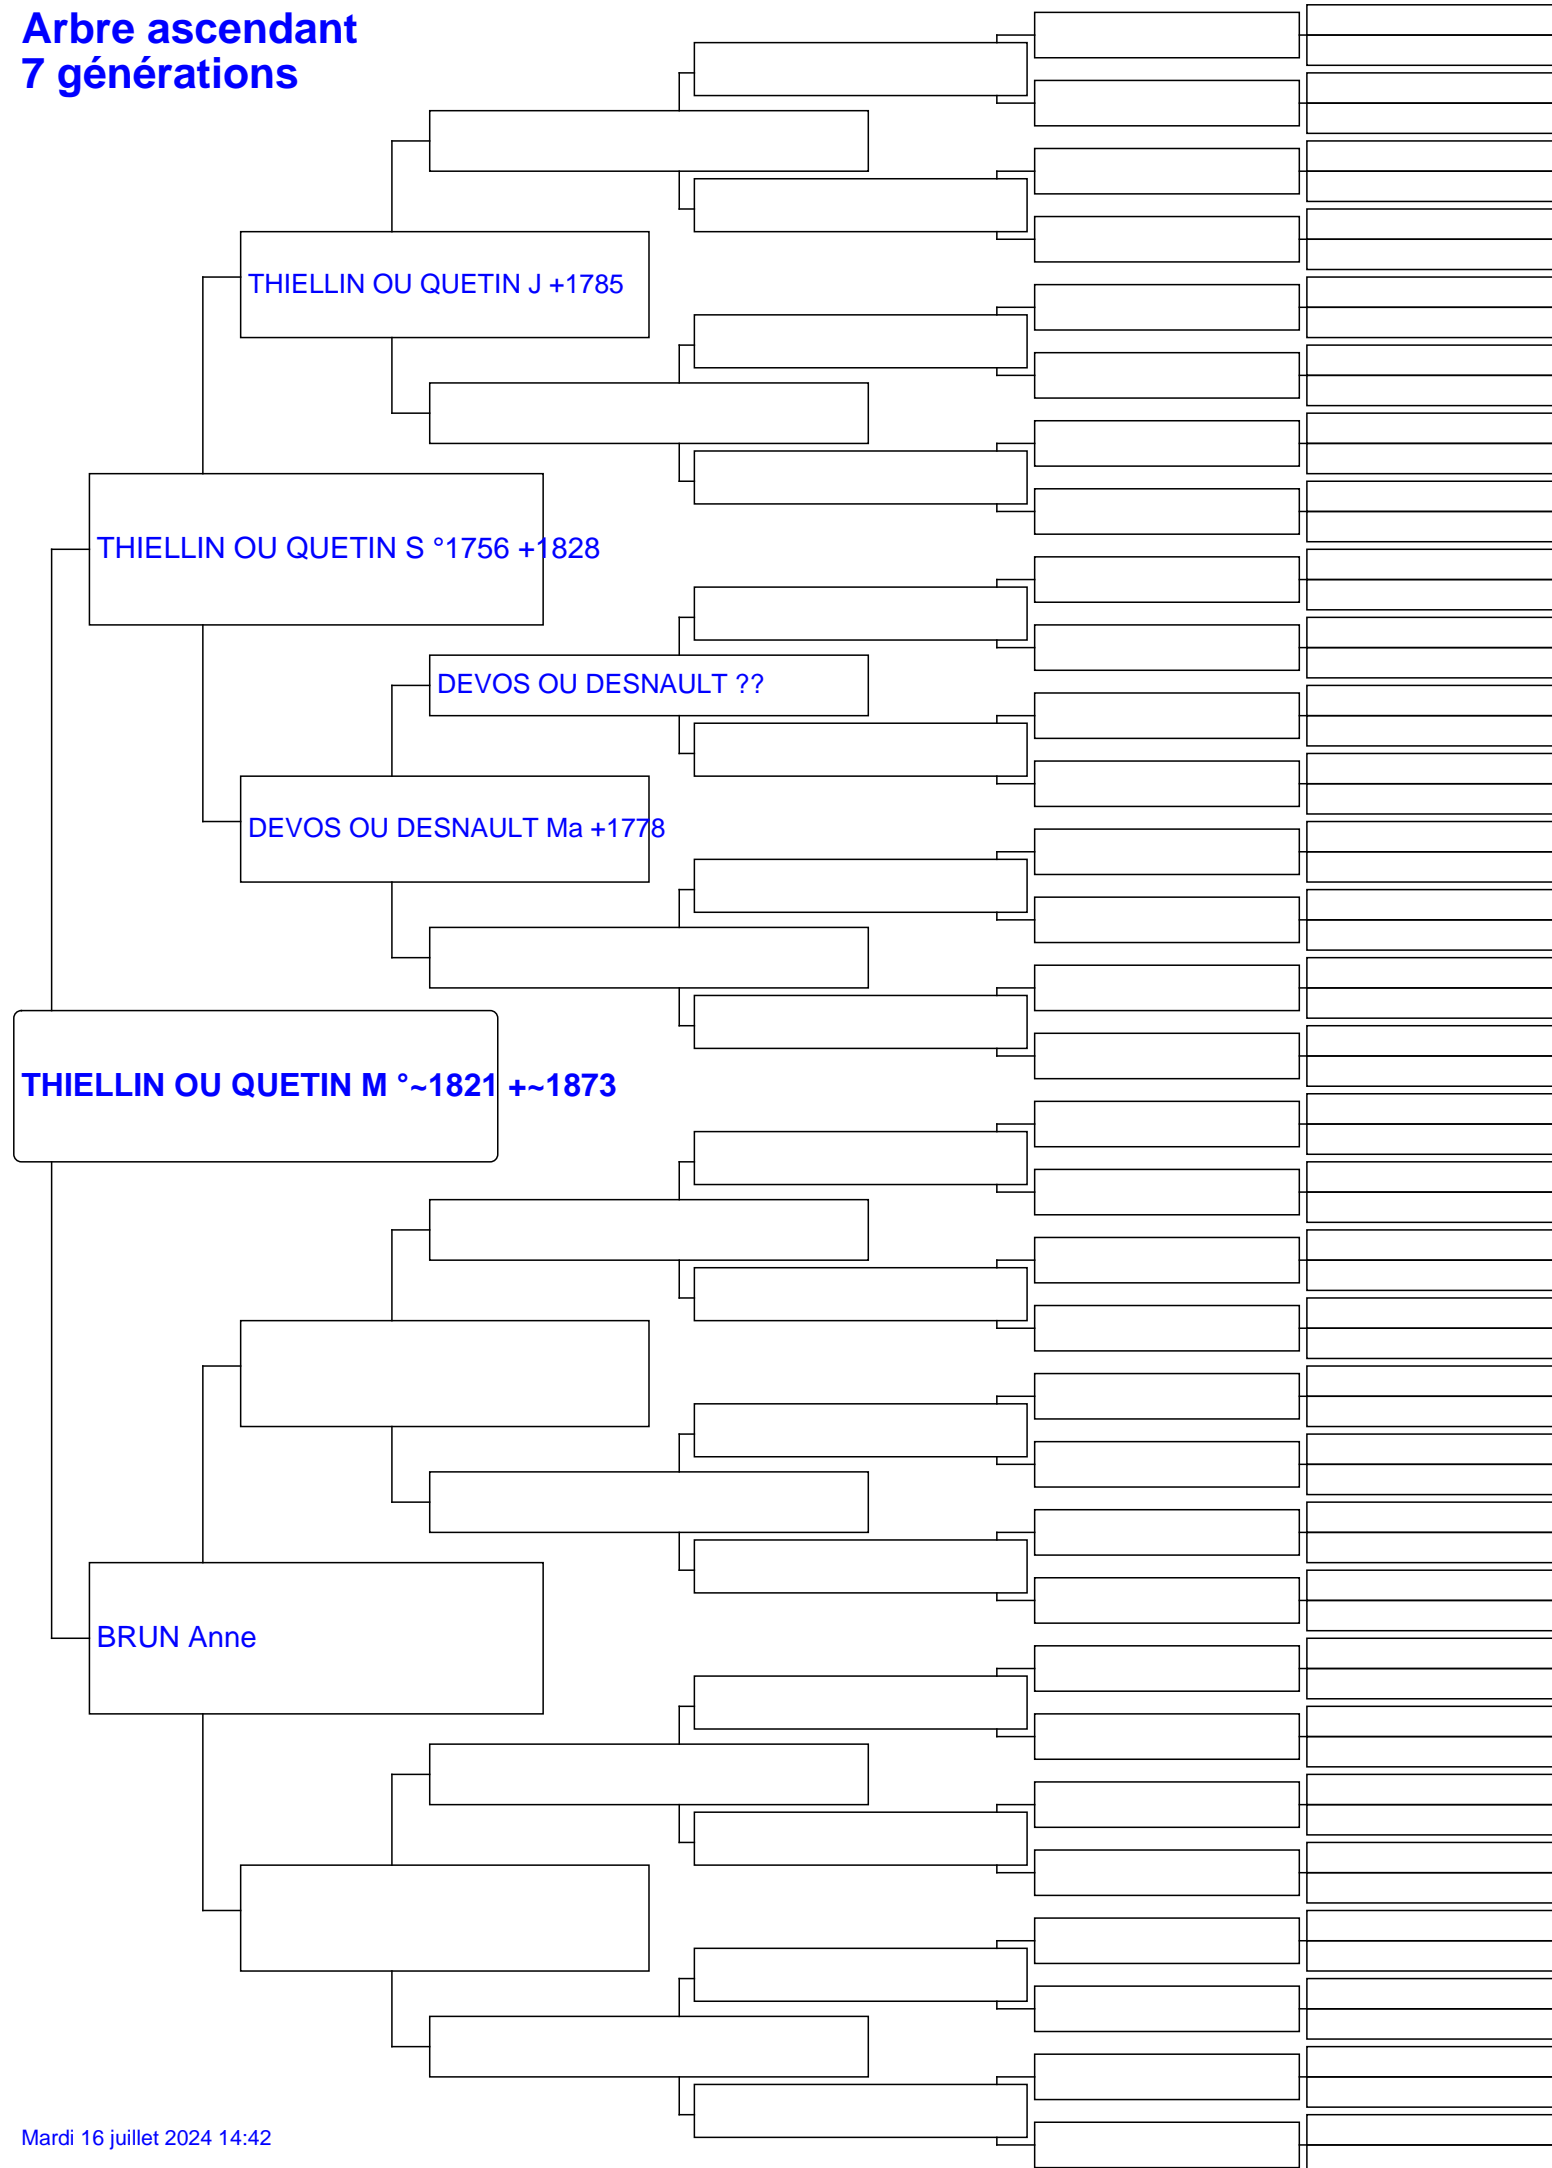 Arbre ascendant
7 générations
THIELLIN OU QUETIN J +1785
THIELLIN OU QUETIN S °1756 +1828
DEVOS OU DESNAULT ??
DEVOS OU DESNAULT Ma +1778
THIELLIN OU QUETIN M °~1821 +~1873
BRUN Anne
Mardi 16 juillet 2024 14:42